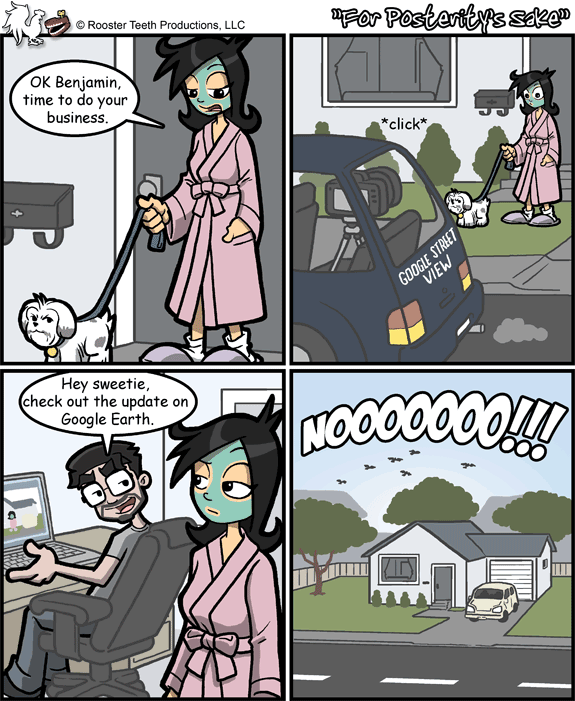 © Rooster Teeth Productions, LLC
"For Posterity's Sake"
OK Benjamin,
time to do your
business.
*click*
GOOGLE STREET
VIEW
Hey sweetie,
check out the update on
Google Earth.
NOOOOOOO!!!